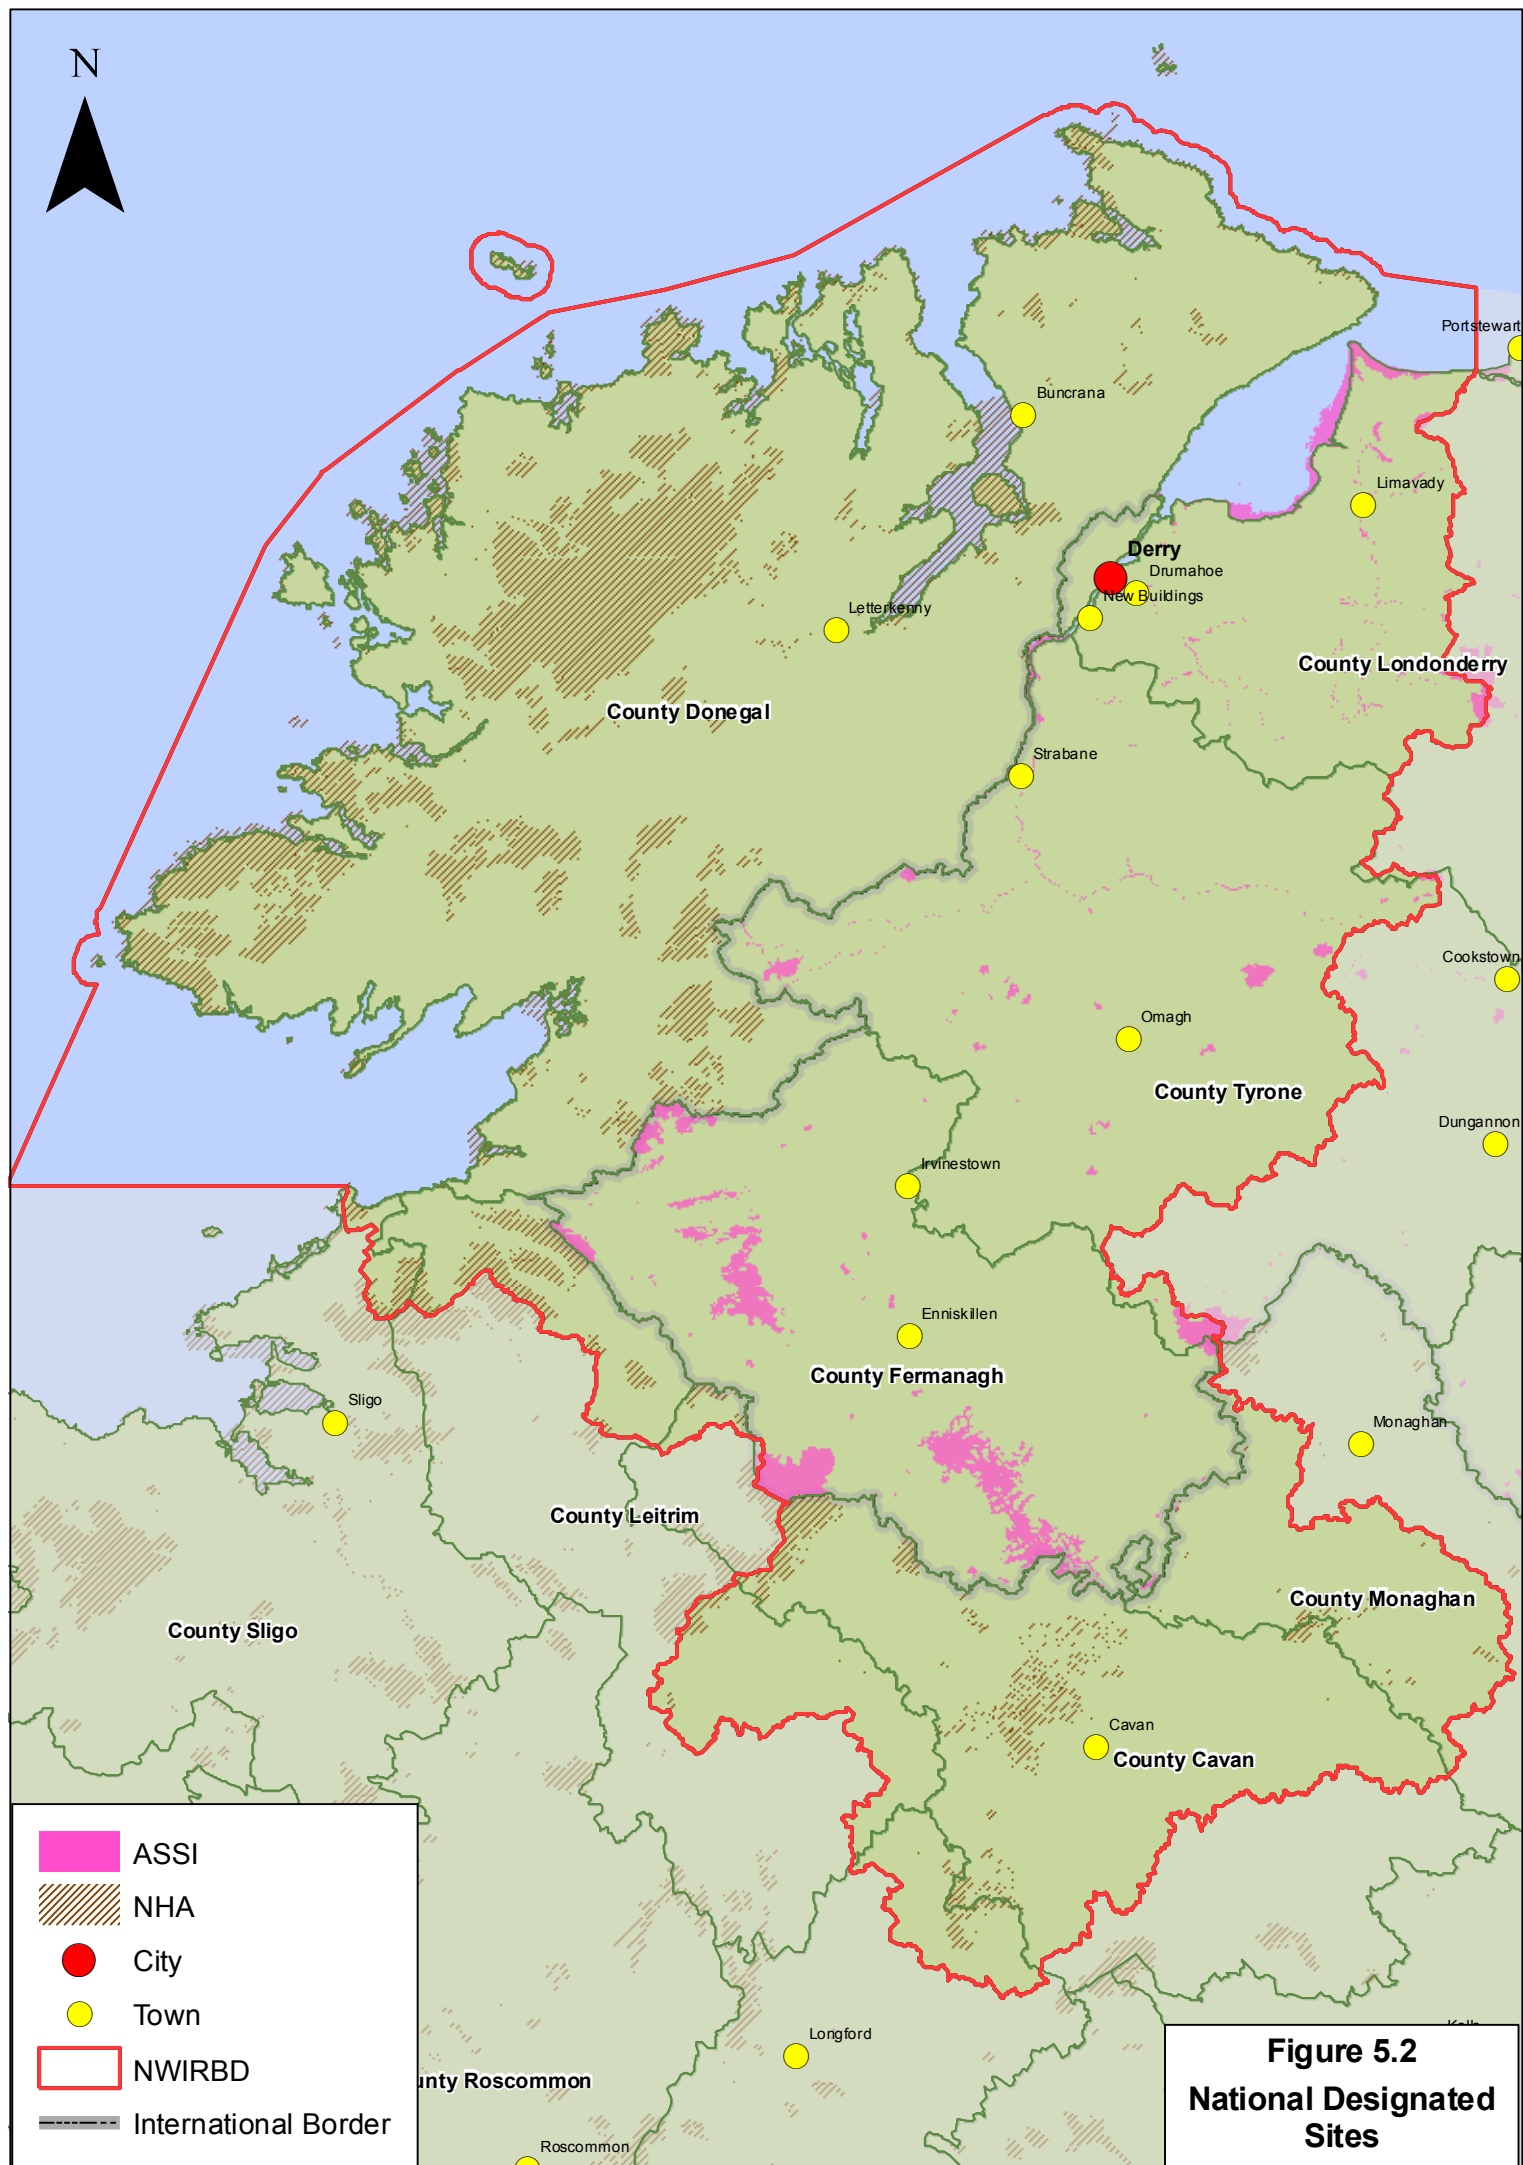 N
Portstewart
Buncrana
Limavady
Derry
Drumahoe
New Buildings
Letterkenny
County Londonderry
County Donegal
Strabane
Cookstown
Omagh
County Tyrone
Dungannon
Irvinestown
Enniskillen
County Fermanagh
Sligo
Monaghan
County Leitrim
County Monaghan
County Sligo
Cavan
County Cavan
ASSI
NHA
City
Town
NWIRBD
International Border
Longford
unty Roscommon
Roscommon
Figure 5.2
National Designated
Sites